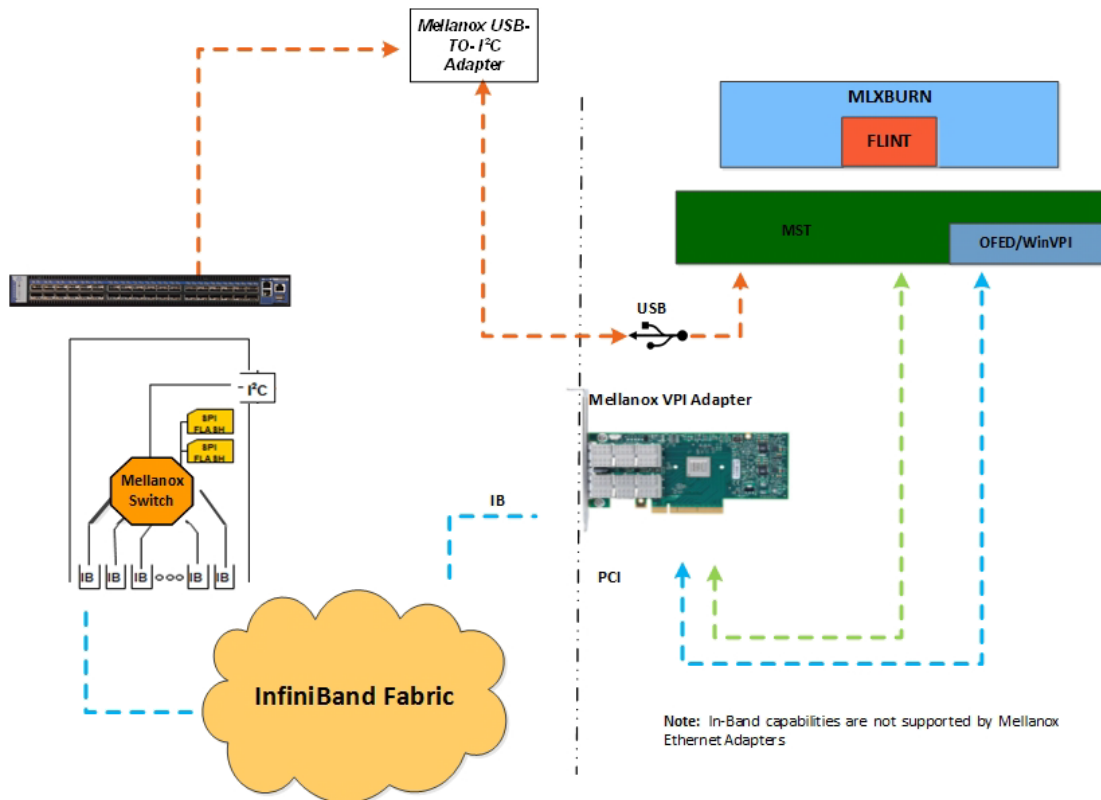 Mellanox USB-
TO- I²C
Adapter
MLXBURN
FLINT
MST
OFED/WinVPI
USB
I²C
SPI
FLASH
SPI
FLASH
Mellanox
Switch
IB
IB
IB
IB
IB
Mellanox VPI Adapter
IB
PCI
InfiniBand Fabric
Note: In-Band capabilities are not supported by Mellanox
Ethernet Adapters